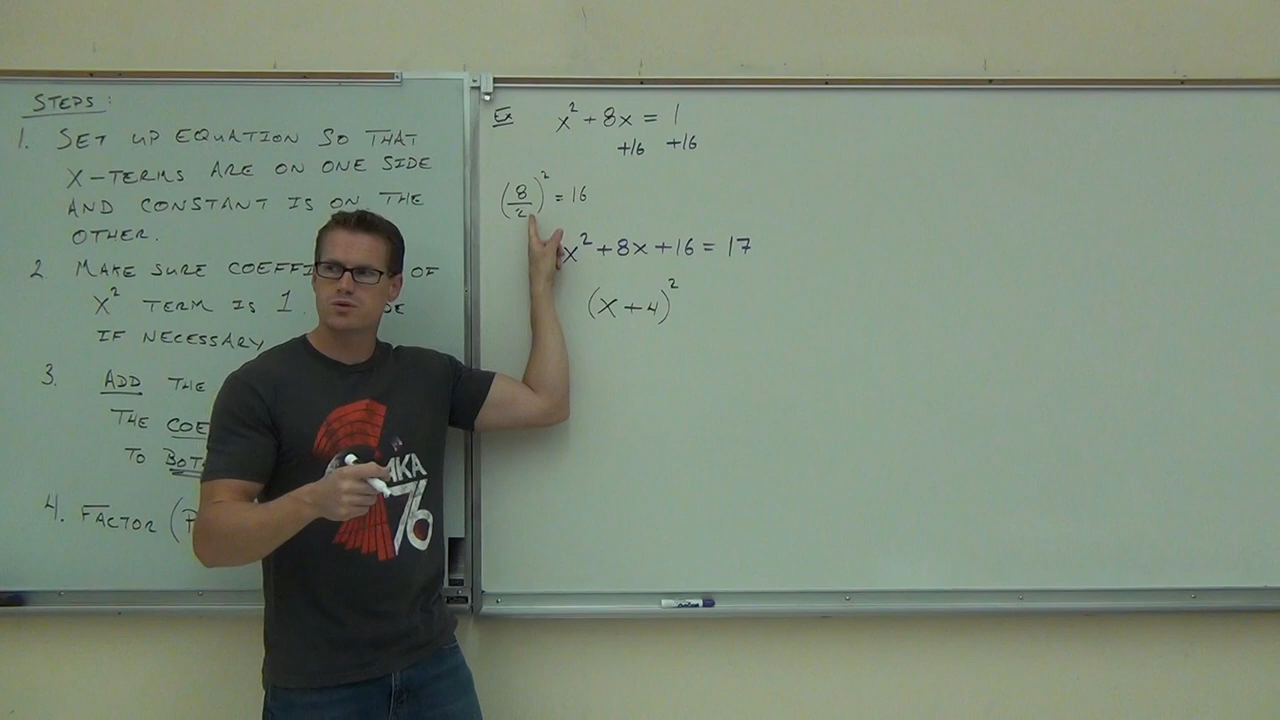 STEPS:
1. SET UP EQUATION SO THAT
X-TERMS ARE ON ONE SIDE
AND CONSTANT IS ON THE
OTHER.
2 MAKE SURE COEFFI OF
X² TERM IS 1.
IF NECESSARY
3. ADD THE
THE COE
TO BOT
4. FACTOR (P
Ex x² + 8x = 1
+16 +16
(8/2)² = 16
x² + 8x + 16 = 17
(x + 4)²
AKA
76